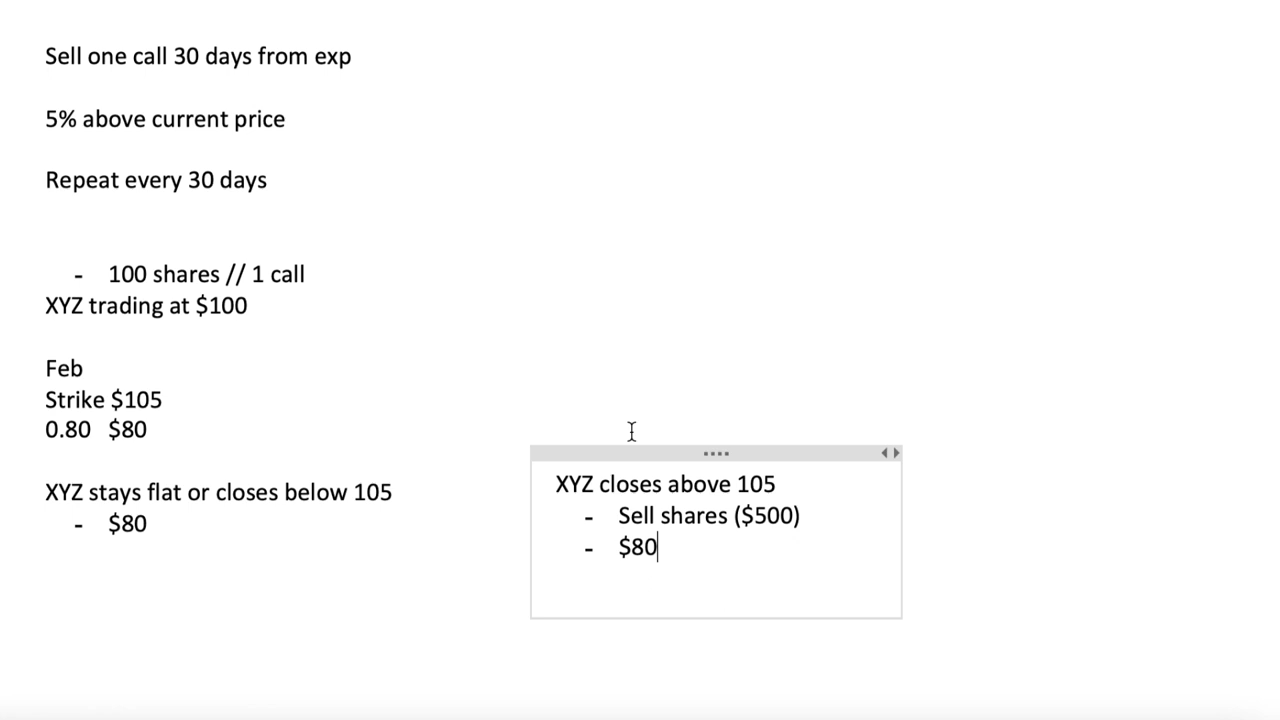 Sell one call 30 days from exp
5% above current price
Repeat every 30 days
- 100 shares // 1 call
XYZ trading at $100
Feb
Strike $105
0.80 $80
XYZ stays flat or closes below 105
- $80
XYZ closes above 105
- Sell shares ($500)
- $80